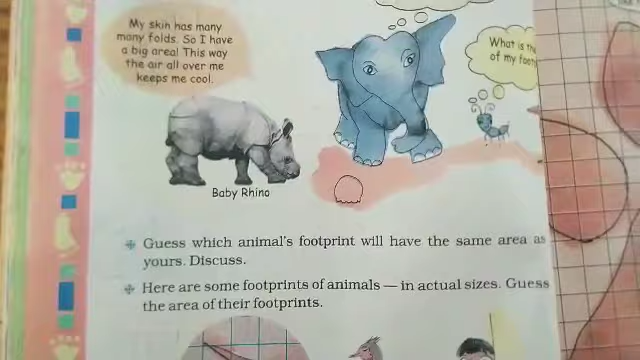 My skin has many
many folds. So I have
a big area! This way
the air all over me
keeps me cool.
What is the
of my
Baby Rhino
Guess which animal's footprint will have the same area as
yours. Discuss.
Here are some footprints of animals — in actual sizes. Guess
the area of their footprints.